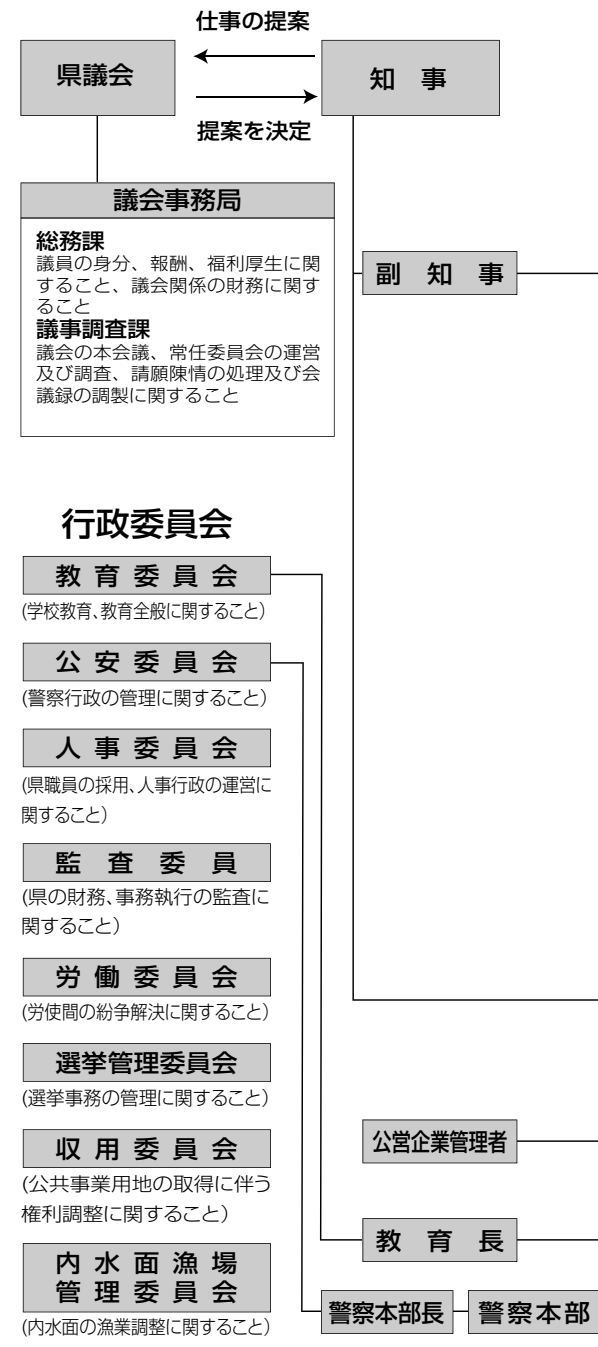 仕事の提案
県議会
知事
提案を決定
議会事務局
総務課
議員の身分、報酬、福利厚生に関
すること、議会関係の財務に関す
ること
議事調査課
議会の本会議、常任委員会の運営
及び調査、請願陳情の処理及び会
議録の調製に関すること
副知事
行政委員会
教育委員会
(学校教育、教育全般に関すること)
公安委員会
(警察行政の管理に関すること)
人事委員会
(県職員の採用、人事行政の運営に
関すること)
監査委員
(県の財務、事務執行の監査に
関すること)
労働委員会
(労使間の紛争解決に関すること)
選挙管理委員会
(選挙事務の管理に関すること)
収用委員会
(公共事業用地の取得に伴う
権利調整に関すること)
内水面漁場
管理委員会
(内水面の漁業調整に関すること)
公営企業管理者
教育長
警察本部長
警察本部